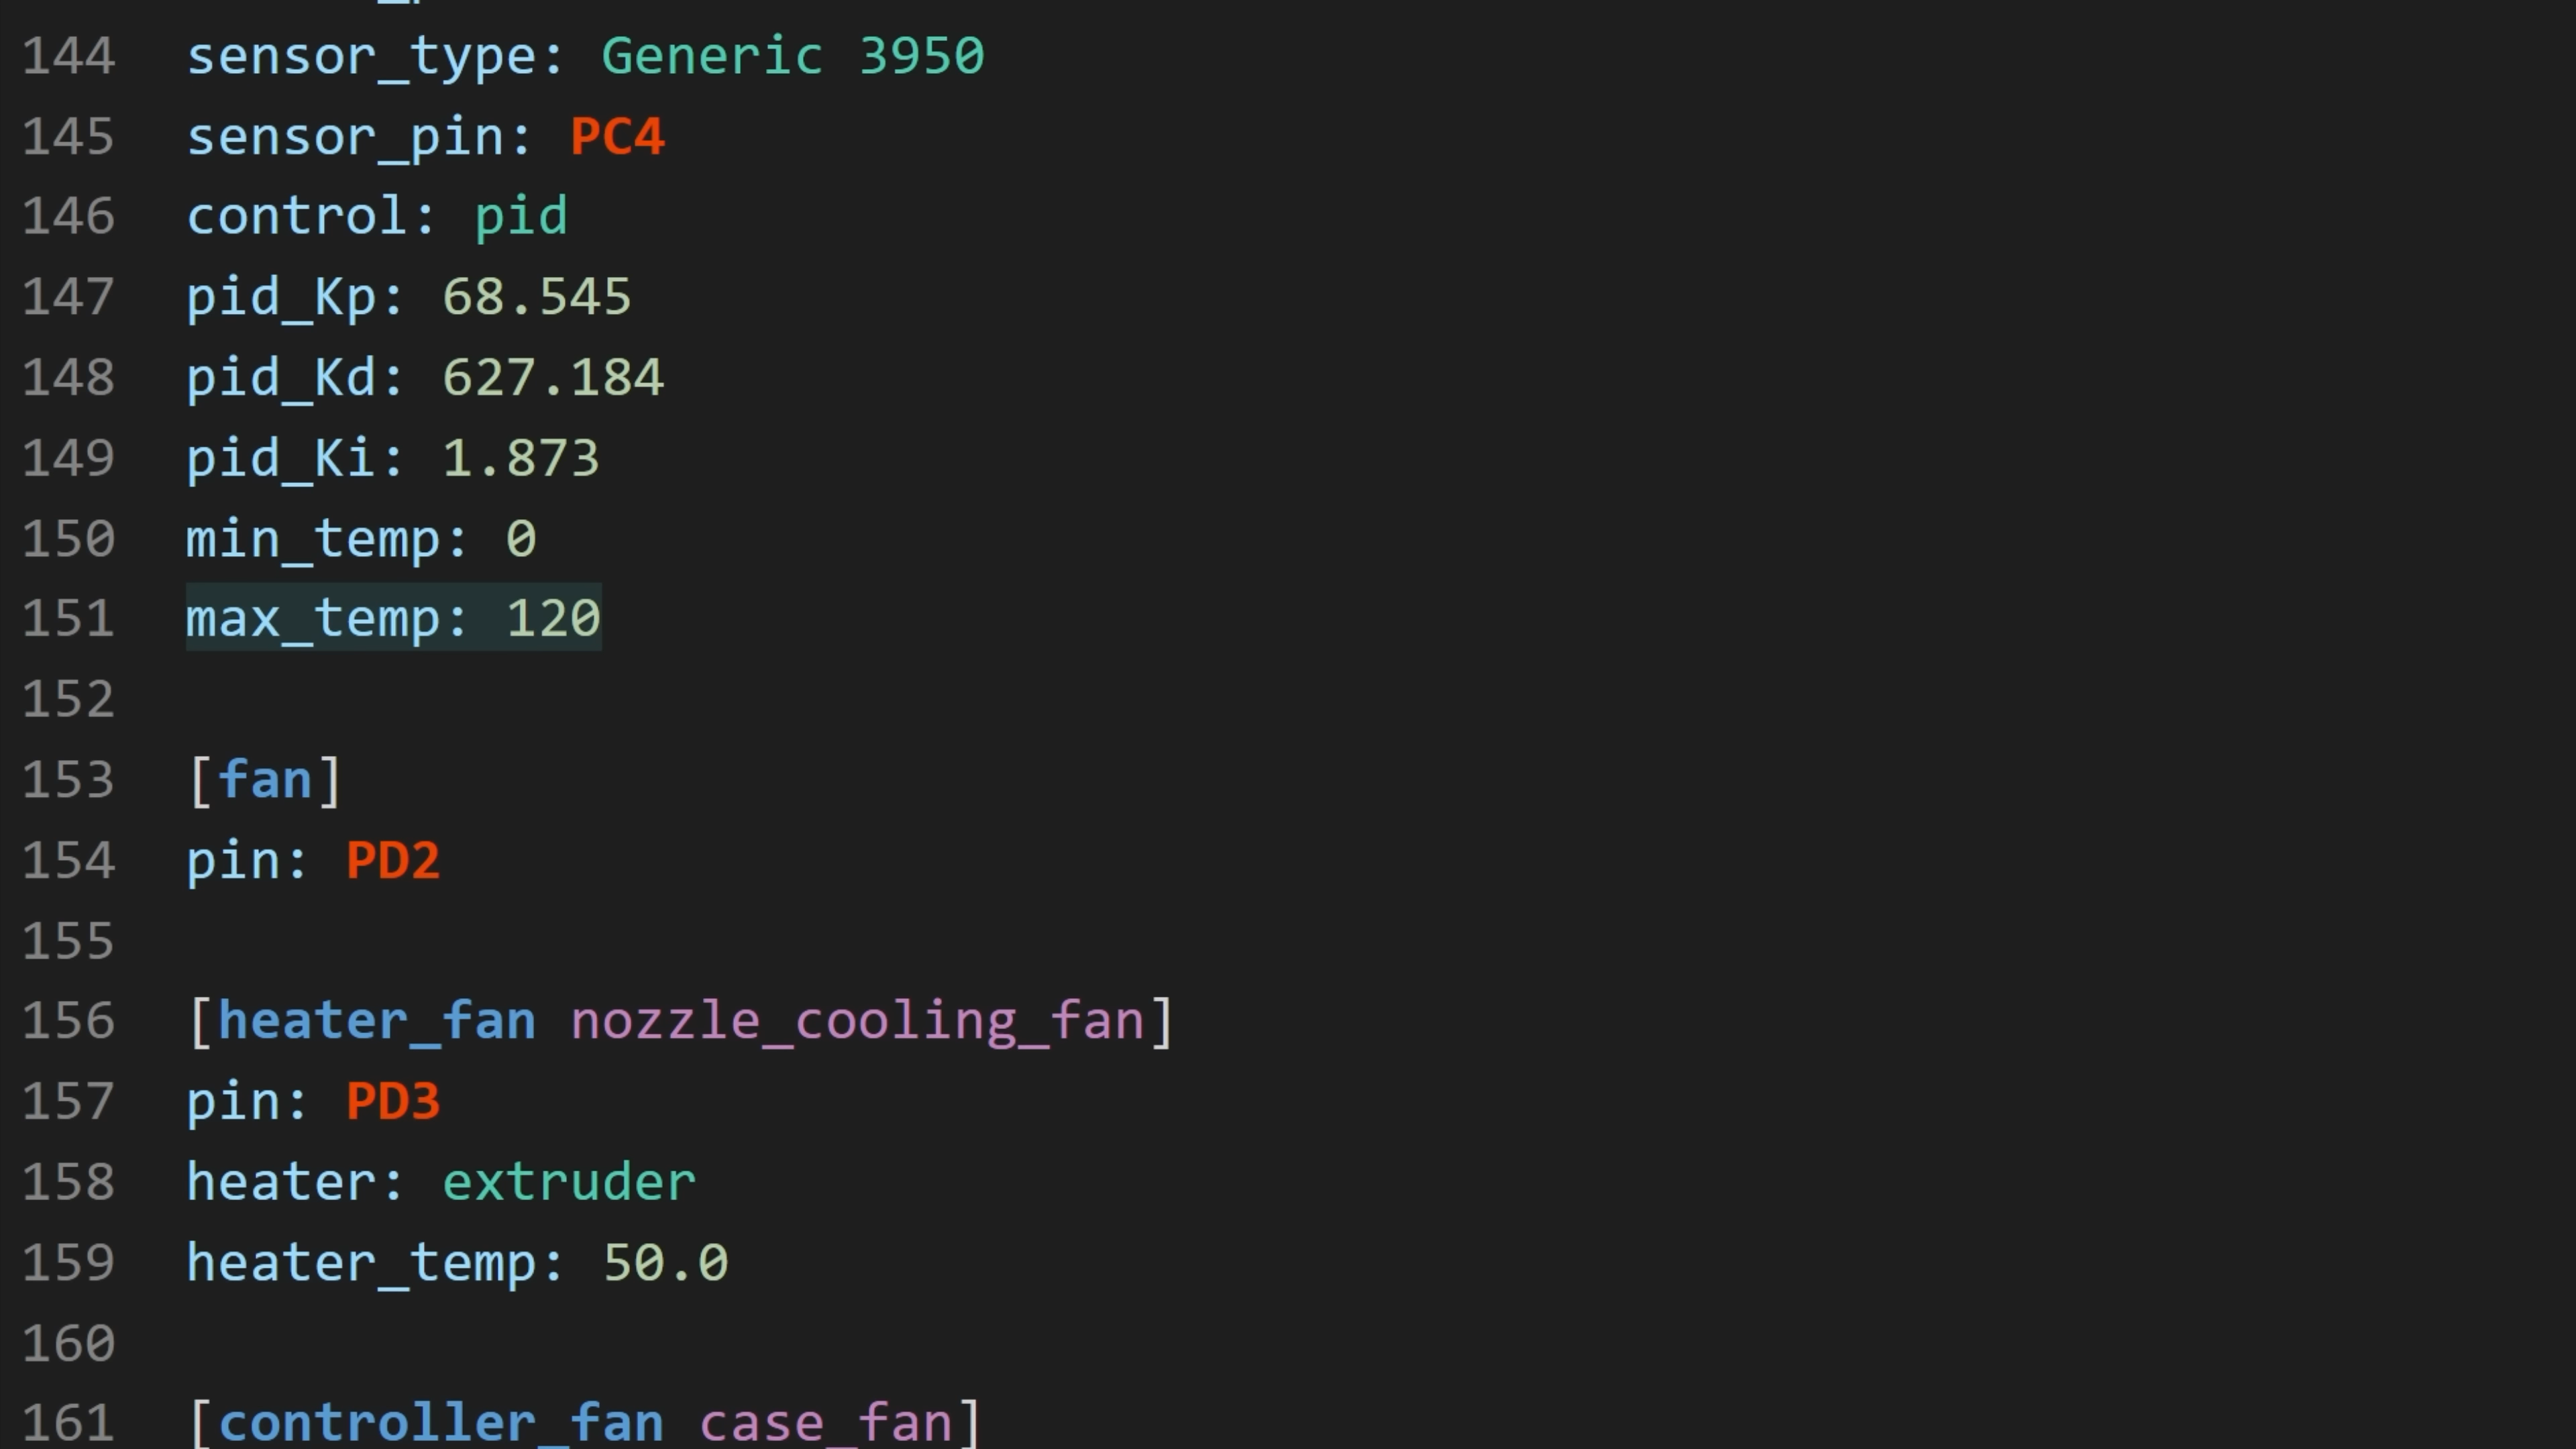 144 sensor_type: Generic 3950
145 sensor_pin: PC4
146 control: pid
147 pid_Kp: 68.545
148 pid_Kd: 627.184
149 pid_Ki: 1.873
150 min_temp: 0
151 max_temp: 120
152
153 [fan]
154 pin: PD2
155
156 [heater_fan nozzle_cooling_fan]
157 pin: PD3
158 heater: extruder
159 heater_temp: 50.0
160
161 [controller_fan case_fan]